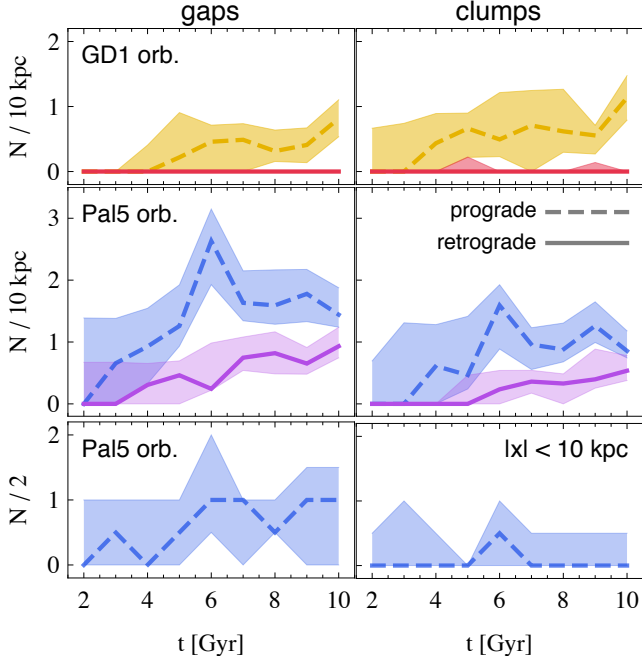 gaps clumps
GD1 orb.
N / 10 kpc
2
1
0
Pal5 orb.
prograde
retrograde
N / 10 kpc
3
2
1
0
Pal5 orb.
|x| < 10 kpc
N / 2
2
1
0
2 4 6 8 10 2 4 6 8 10
t [Gyr] t [Gyr]